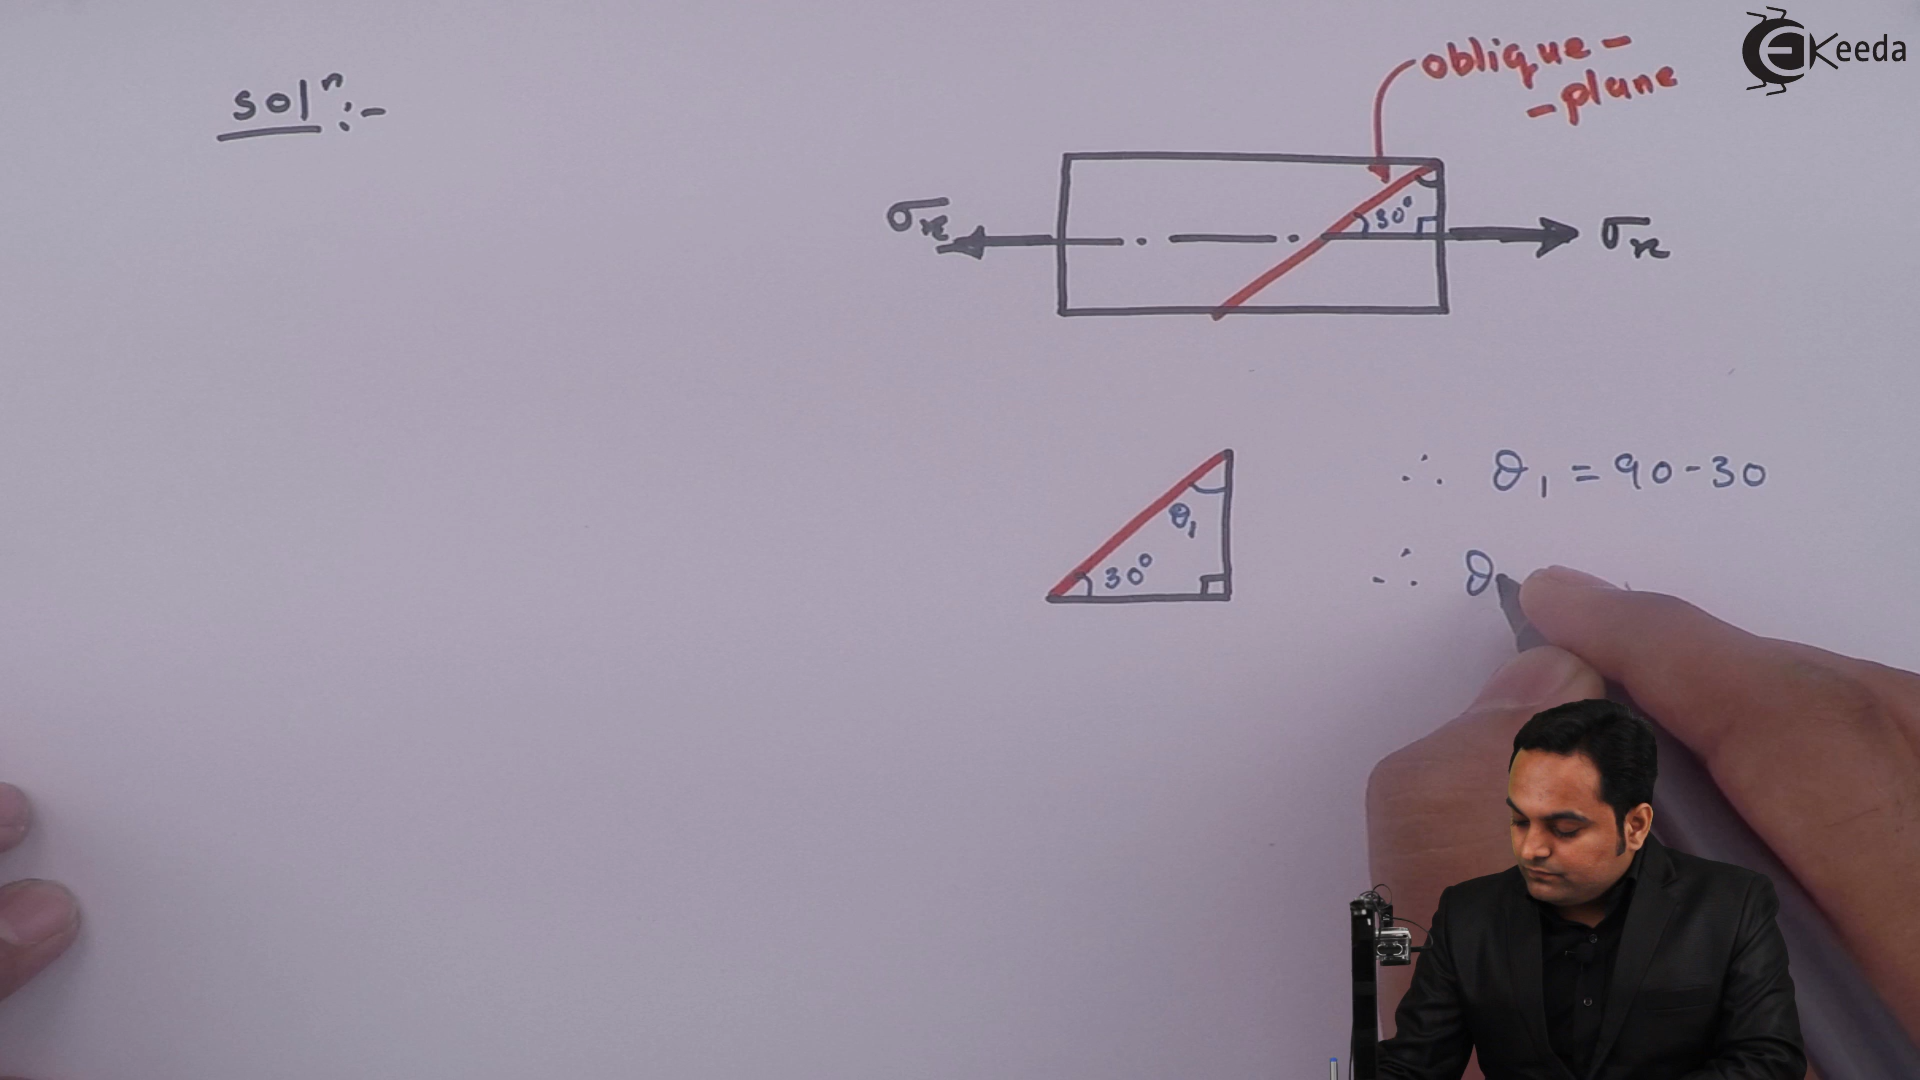 Solⁿ :-
oblique -
- plane
Ekeeda
σx
30°
σx
θ₁
30°
∴ θ₁ = 90-30
∴ θ